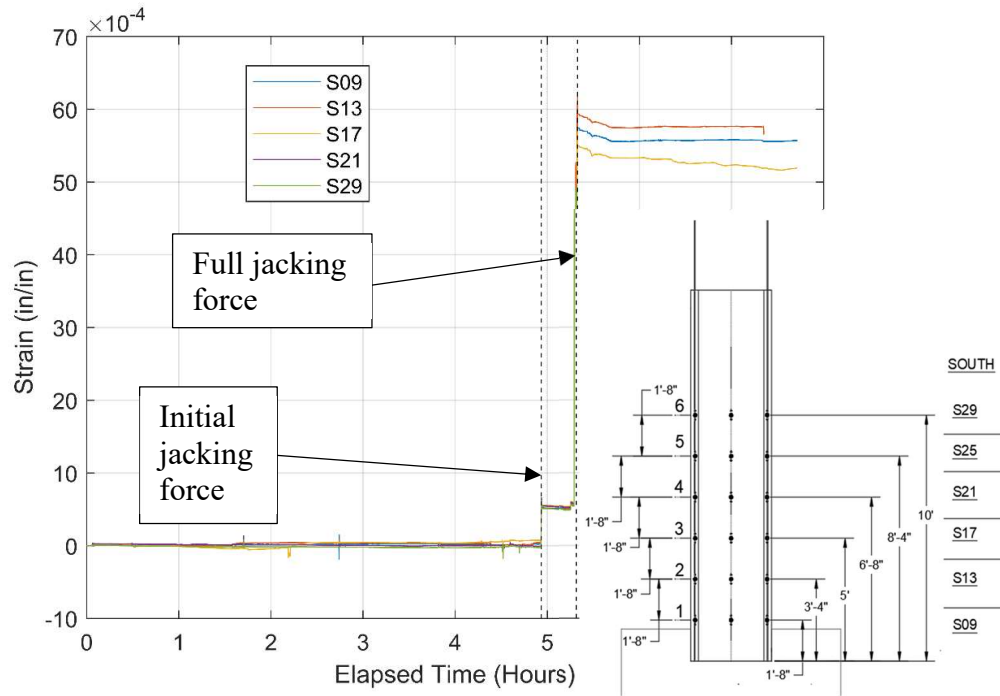 ×10⁻⁴
70
60
50
40
30
20
10
0
-10
Strain (in/in)
S09
S13
S17
S21
S29
Full jacking
force
Initial
jacking
force
0
1
2
3
4
5
Elapsed Time (Hours)
SOUTH
1'-8"
6
S29
5
S25
4
S21
1'-8"
10'
1'-8"
3
8'-4"
S17
6'-8"
1'-8"
2
5'
S13
3'-4"
1
S09
1'-8"
1'-8"